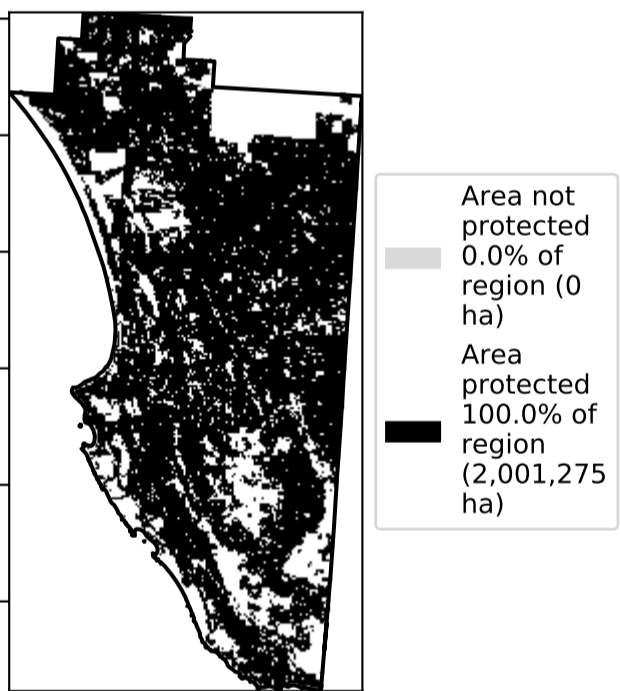 Area not
protected
0.0% of
region (0
ha)
Area
protected
100.0% of
region
(2,001,275
ha)